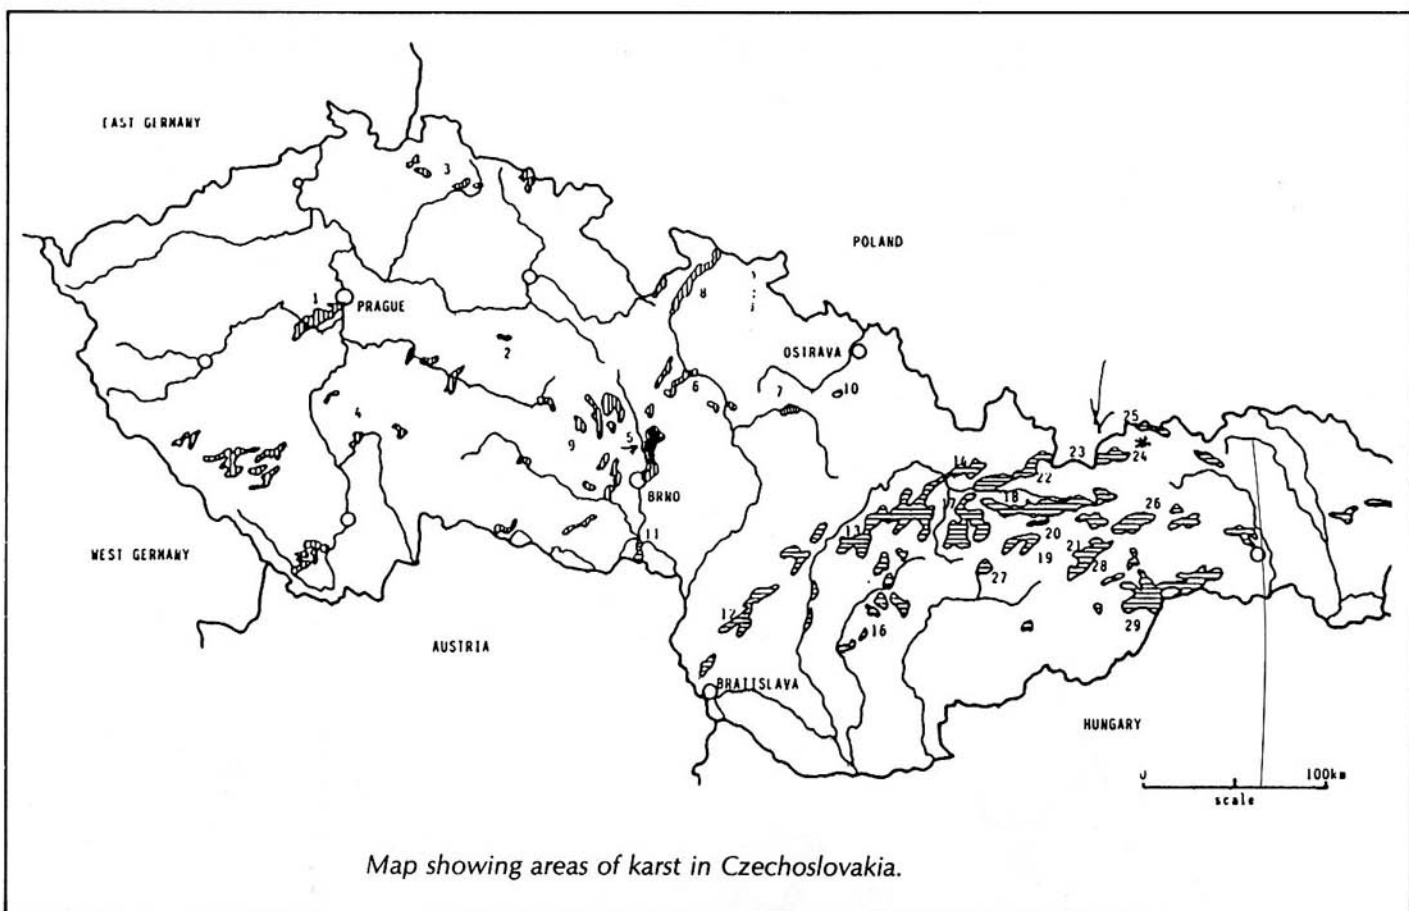 EAST GERMANY
3
POLAND
8
1
PRAGUE
2
OSTRAVA
6
7
10
4
25
9
5
23
24
14
22
BRNO
18
17
26
11
13
20
21
19
WEST GERMANY
28
27
12
29
16
AUSTRIA
BRATISLAVA
HUNGARY
0 100km
scale
Map showing areas of karst in Czechoslovakia.